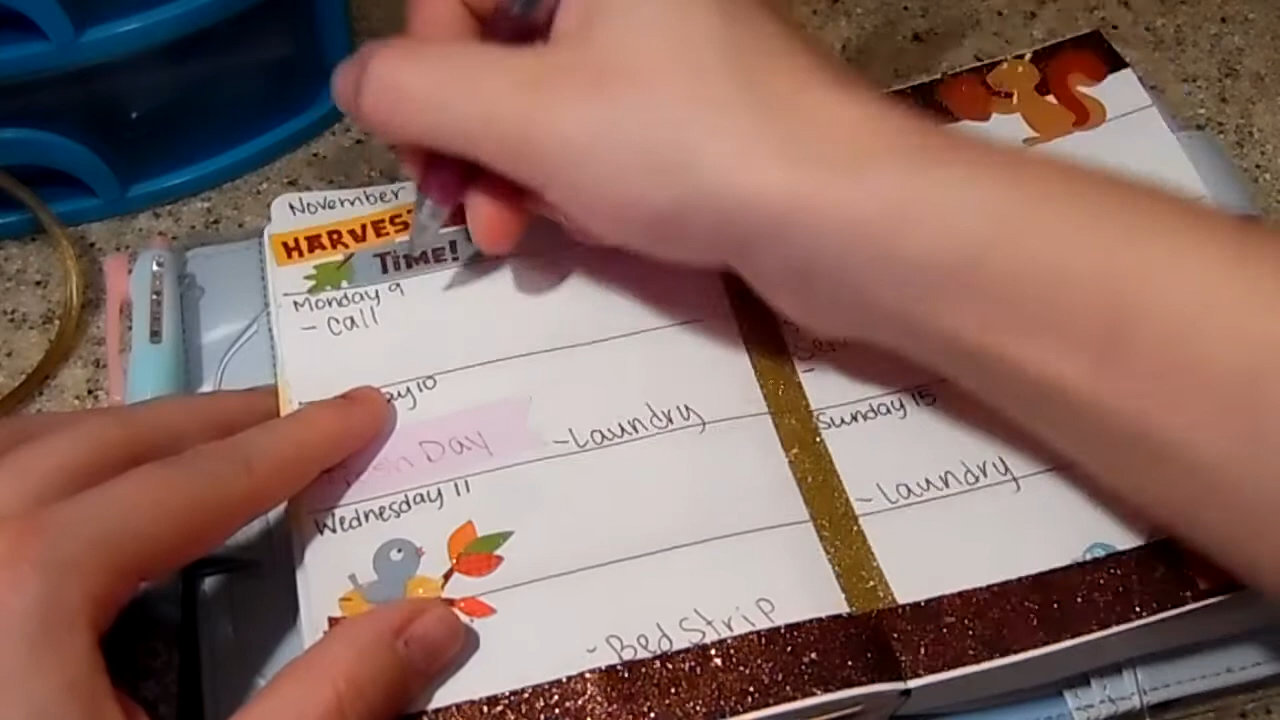 November
HARVEST
TIME!
Monday 9
- Call
Day
-Laundry
Wednesday 11
-Bed Strip
Sunday 15
-Laundry